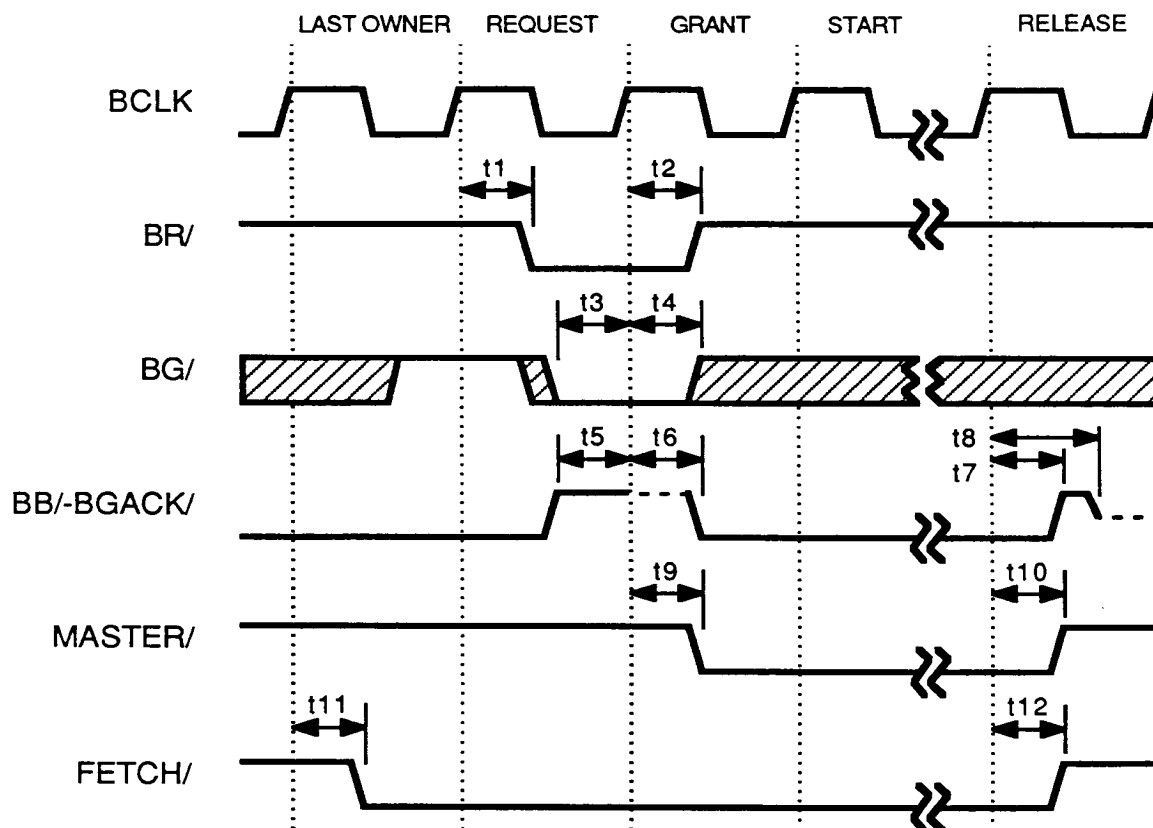 LAST OWNER REQUEST GRANT START RELEASE
BCLK
t1 t2
BR/
t3 t4
BG/
t5 t6 t8
t7
BB/-BGACK/
t9 t10
MASTER/
t11 t12
FETCH/